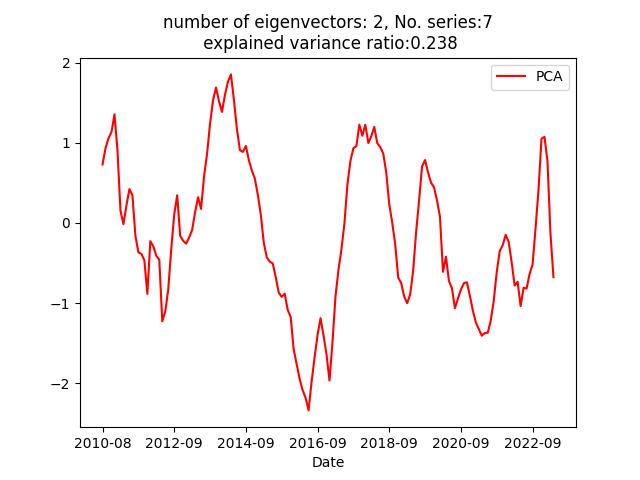 number of eigenvectors: 2, No. series:7
explained variance ratio:0.238
PCA
2
1
0
−1
−2
2010-08 2012-09 2014-09 2016-09 2018-09 2020-09 2022-09
Date